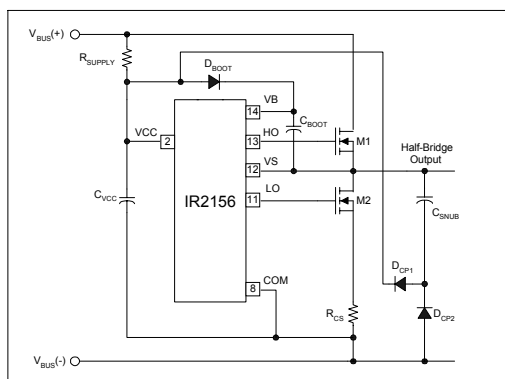 VBUS(+)
RSUPPLY
DBOOT
VB
14
CBOOT
VCC
2
HO
13
M1
Half-Bridge
Output
VS
12
LO
11
M2
CVCC
IR2156
CSNUB
DCP1
COM
8
RCS
DCP2
VBUS(-)